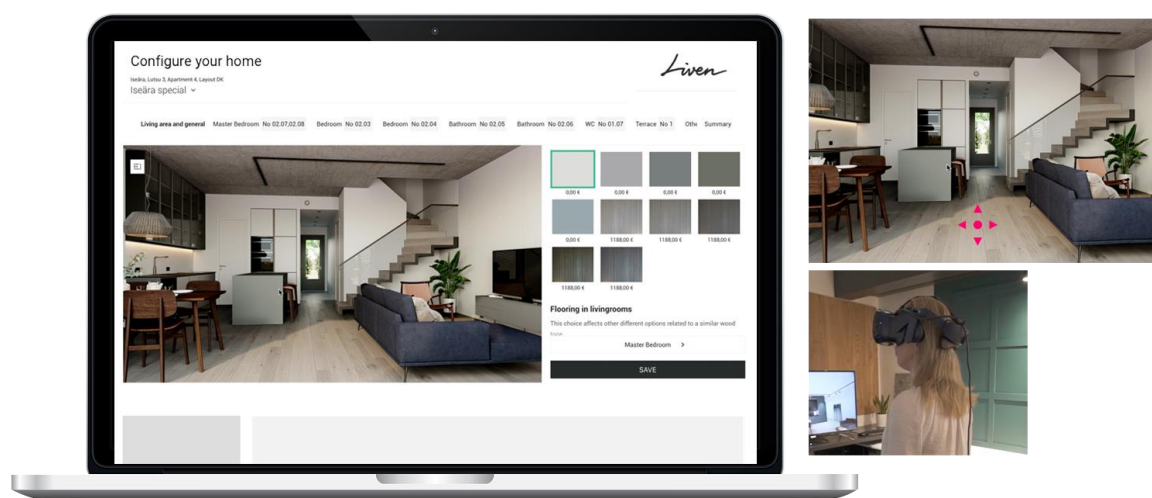 Configure your home
Iseära, Lutsu 3, Apartment 4, Layout DK
Iseära special
Liven
Living area and general Master Bedroom No 02.07,02.08 Bedroom No 02.03 Bedroom No 02.04 Bathroom No 02.05 Bathroom No 02.06 WC No 01.07 Terrace No 1 Othe Summary
0,00 € 0,00 € 0,00 € 0,00 €
0,00 € 1188,00 € 1188,00 € 1188,00 €
1188,00 € 1188,00 €
Flooring in livingrooms
This choice affects other different options related to a similar wood
Master Bedroom
SAVE